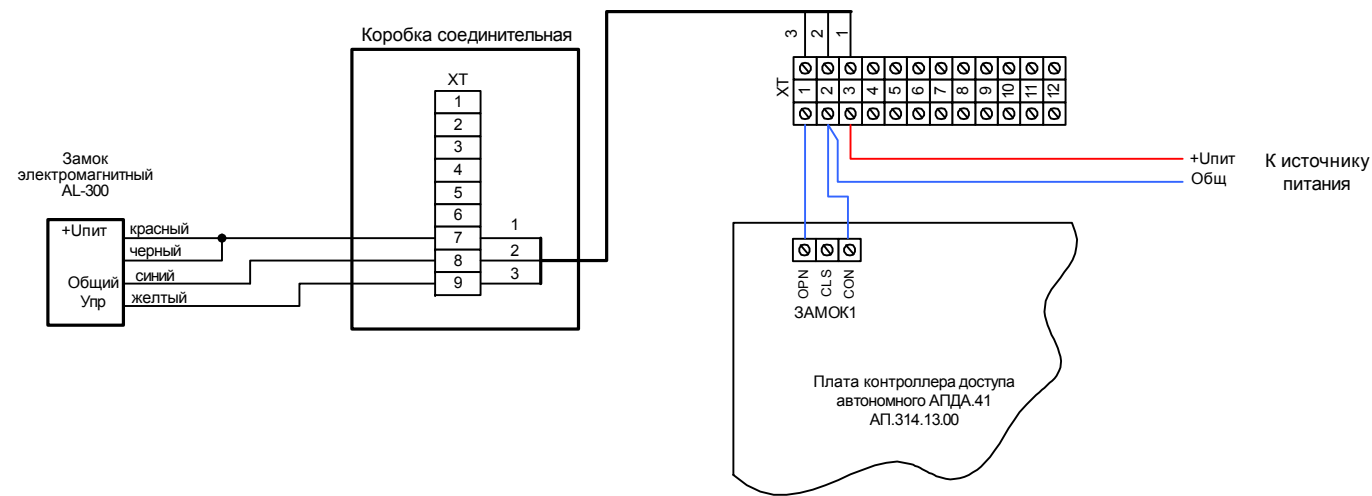 Коробка соединительная
XT
1
2
3
4
5
6
7
8
9
Замок
электромагнитный
AL-300
+Uпит
Общий
Упр
красный
черный
синий
желтый
1
2
3
3
2
1
XT
1
2
3
4
5
6
7
8
9
10
11
12
+Uпит
Общ
К источнику
питания
OPN
CLS
CON
ЗАМОК1
Плата контроллера доступа
автономного АПДА.41
АП.314.13.00